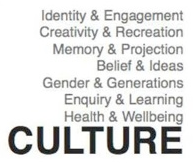 Identity & Engagement
Creativity & Recreation
Memory & Projection
Belief & Ideas
Gender & Generations
Enquiry & Learning
Health & Wellbeing
CULTURE